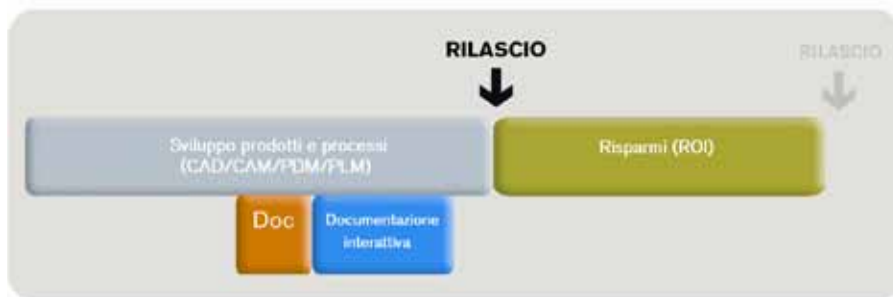 RILASCIO
RILASCIO
Sviluppo prodotti e processi
(CAD/CAM/PDM/PLM)
Risparmi (ROI)
Doc
Documentazione
interattiva